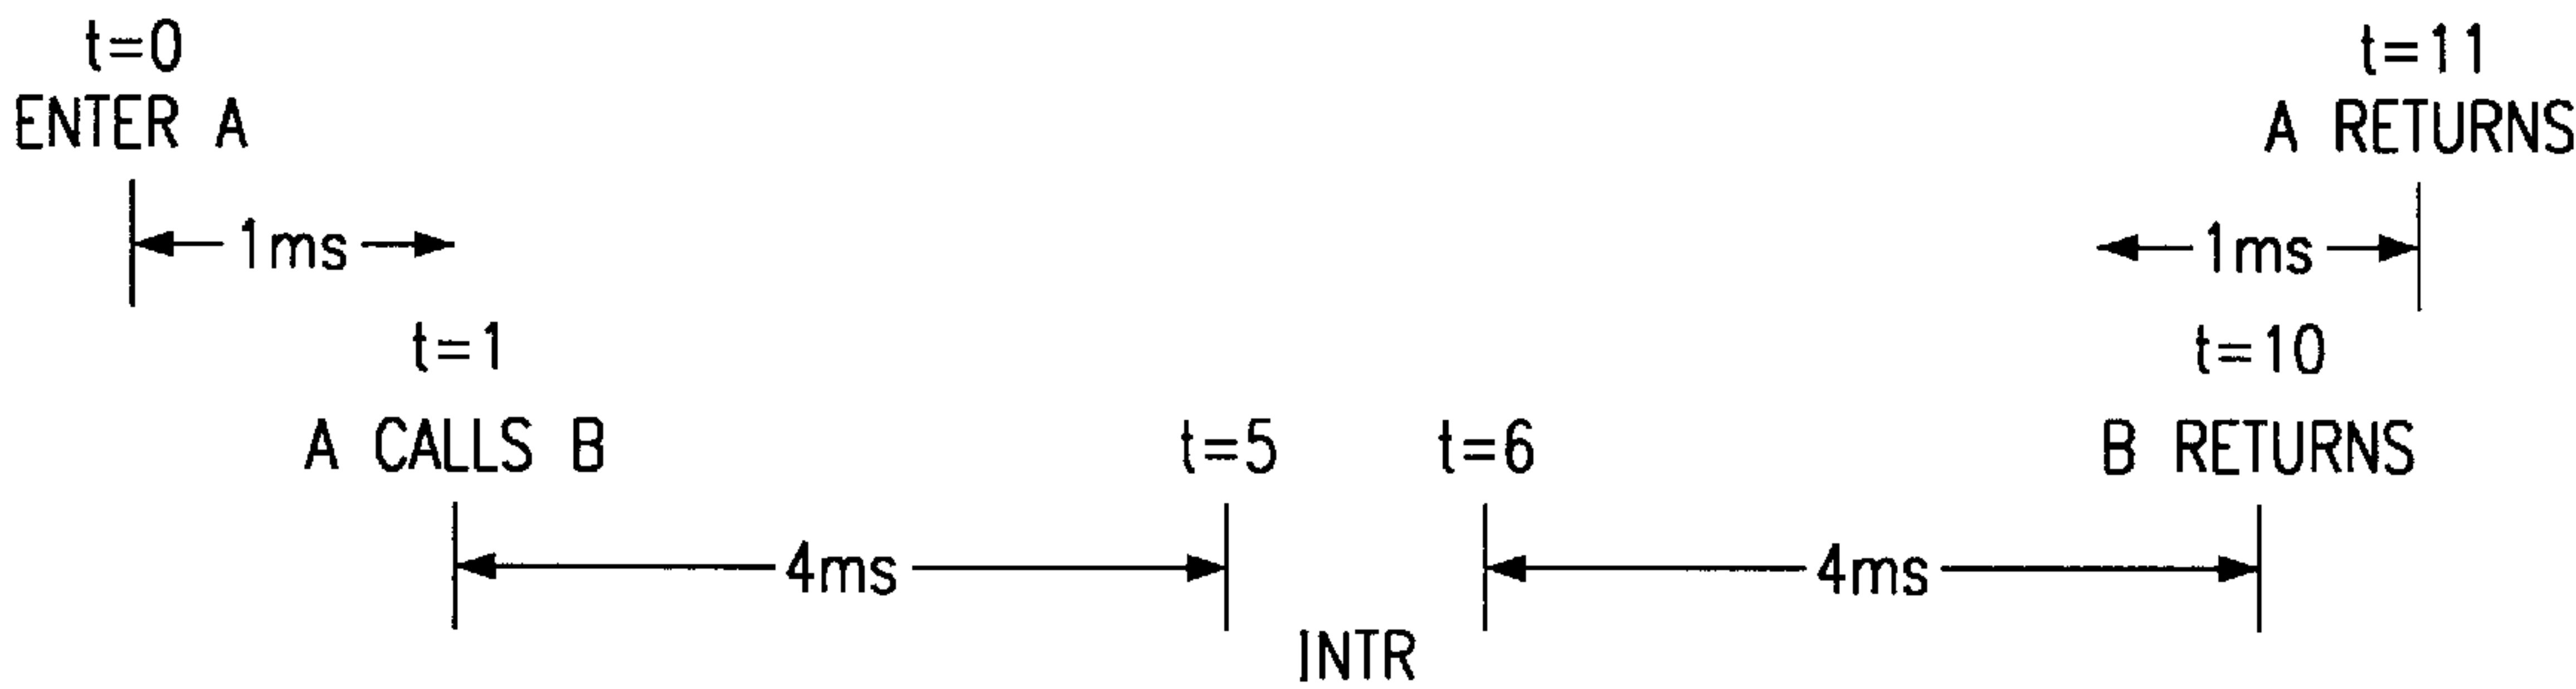 t=0
ENTER A
t=11
A RETURNS
1ms
1ms
t=1
A CALLS B
t=10
B RETURNS
t=5
t=6
4ms
4ms
INTR